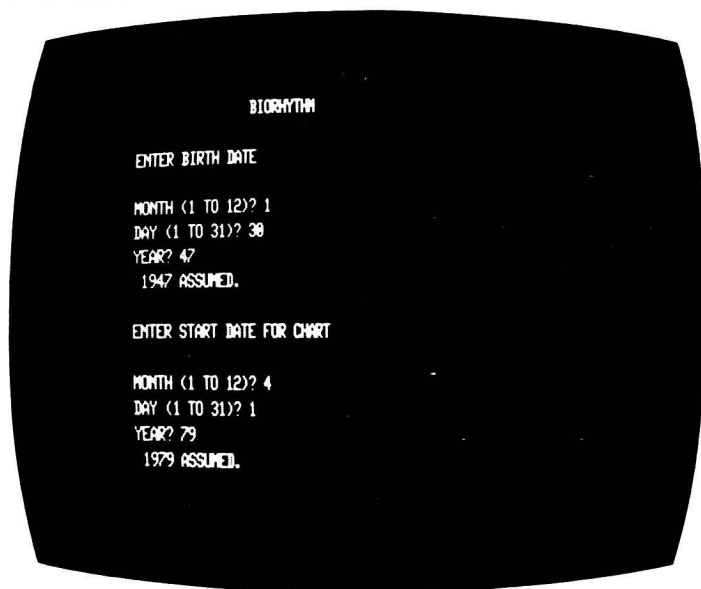 BIORHYTHM
ENTER BIRTH DATE
MONTH (1 TO 12)? 1
DAY (1 TO 31)? 30
YEAR? 47
1947 ASSUMED.
ENTER START DATE FOR CHART
MONTH (1 TO 12)? 4
DAY (1 TO 31)? 1
YEAR? 79
1979 ASSUMED.